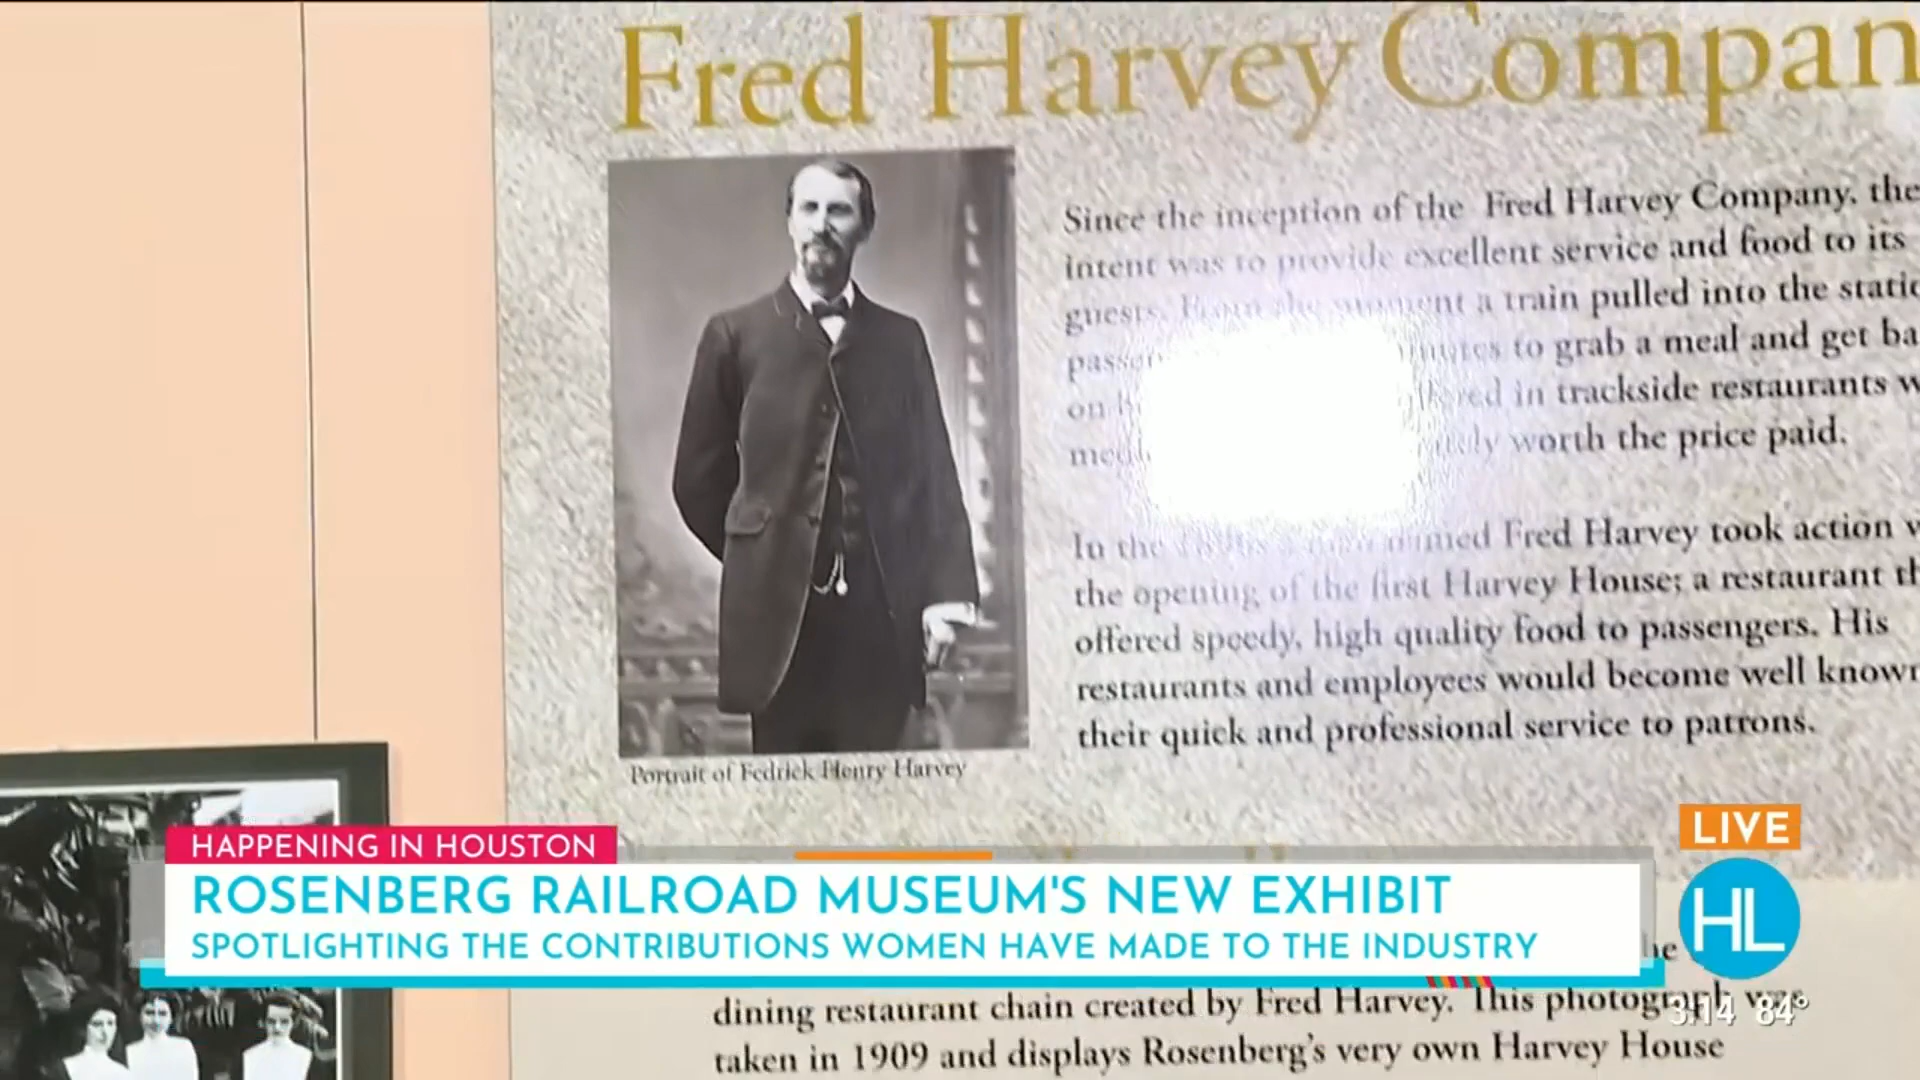 Fred Harvey Compan
Since the inception of the Fred Harvey Company, the
intent was to provide excellent service and food to its
guests. From the moment a train pulled into the static
to grab a meal and get ba
in trackside restaurants w
worth the price paid.
In the named Fred Harvey took action w
the opening of the first Harvey House; a restaurant th
offered speedy, high quality food to passengers. His
restaurants and employees would become well known
their quick and professional service to patrons.
Portrait of Fedrick Henry Harvey
LIVE
HAPPENING IN HOUSTON
ROSENBERG RAILROAD MUSEUM'S NEW EXHIBIT
SPOTLIGHTING THE CONTRIBUTIONS WOMEN HAVE MADE TO THE INDUSTRY
HL
dining restaurant chain created by Fred Harvey. This photograph was
3:14 84°
taken in 1909 and displays Rosenberg's very own Harvey House